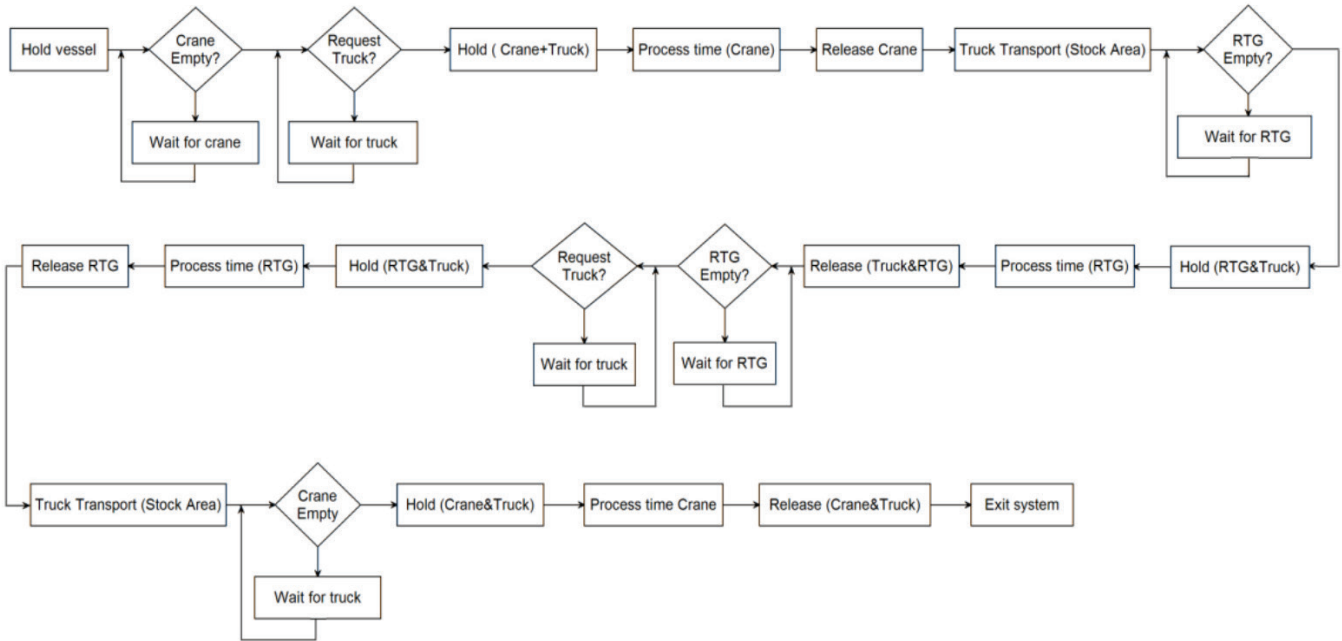 Hold vessel
Crane
Empty?
Request
Truck?
Hold ( Crane+Truck)
Process time (Crane)
Release Crane
Truck Transport (Stock Area)
RTG
Empty?
Wait for crane
Wait for truck
Wait for RTG
Release RTG
Process time (RTG)
Hold (RTG&Truck)
Request
Truck?
RTG
Empty?
Release (Truck&RTG)
Process time (RTG)
Hold (RTG&Truck)
Wait for truck
Wait for RTG
Truck Transport (Stock Area)
Crane
Empty
Hold (Crane&Truck)
Process time Crane
Release (Crane&Truck)
Exit system
Wait for truck